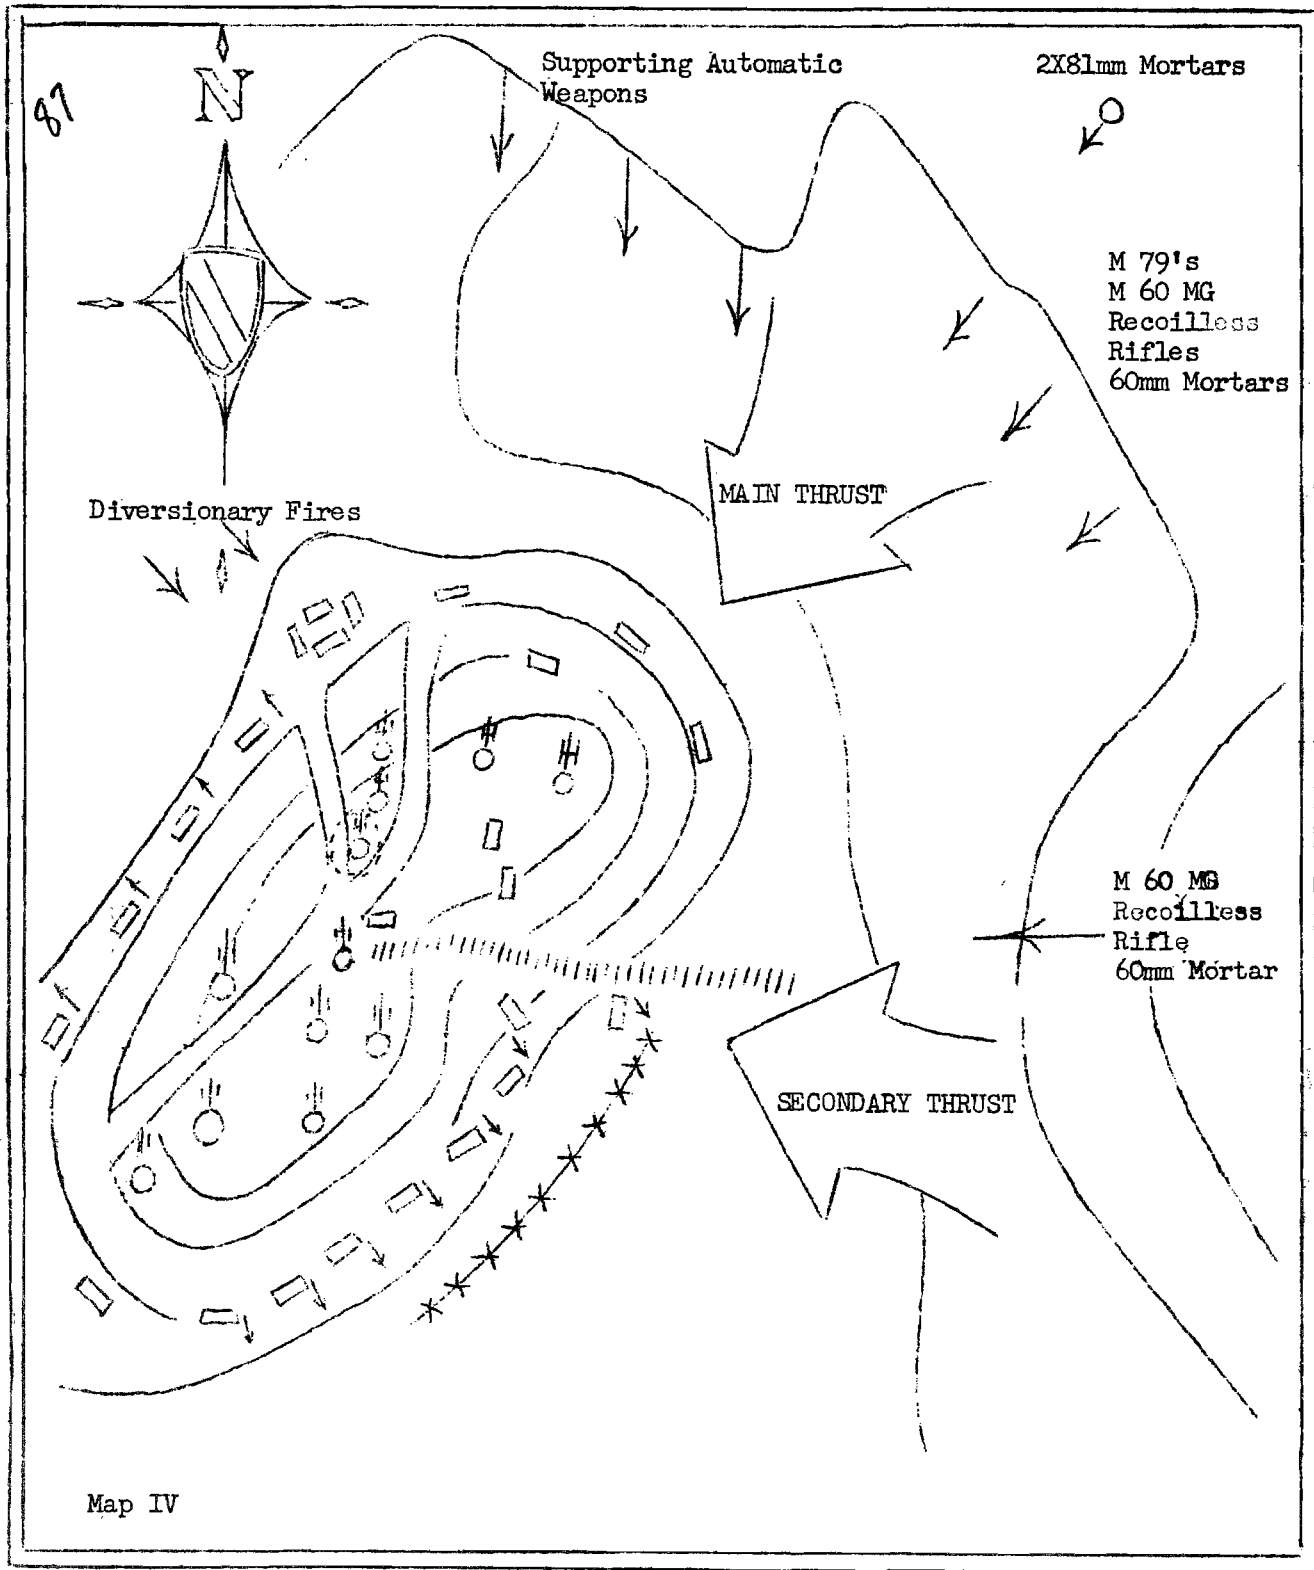 87
N
Supporting Automatic
Weapons
2X81mm Mortars
M 79's
M 60 MG
Recoilless
Rifles
60mm Mortars
MAIN THRUST
Diversionary Fires
M 60 MG
Recoilless
Rifle
60mm Mortar
SECONDARY THRUST
Map IV